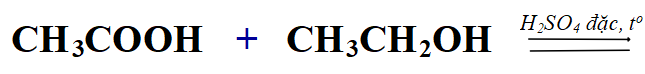 CH₃COOH + CH₃CH₂OH H₂SO₄ đặc, tᵒ